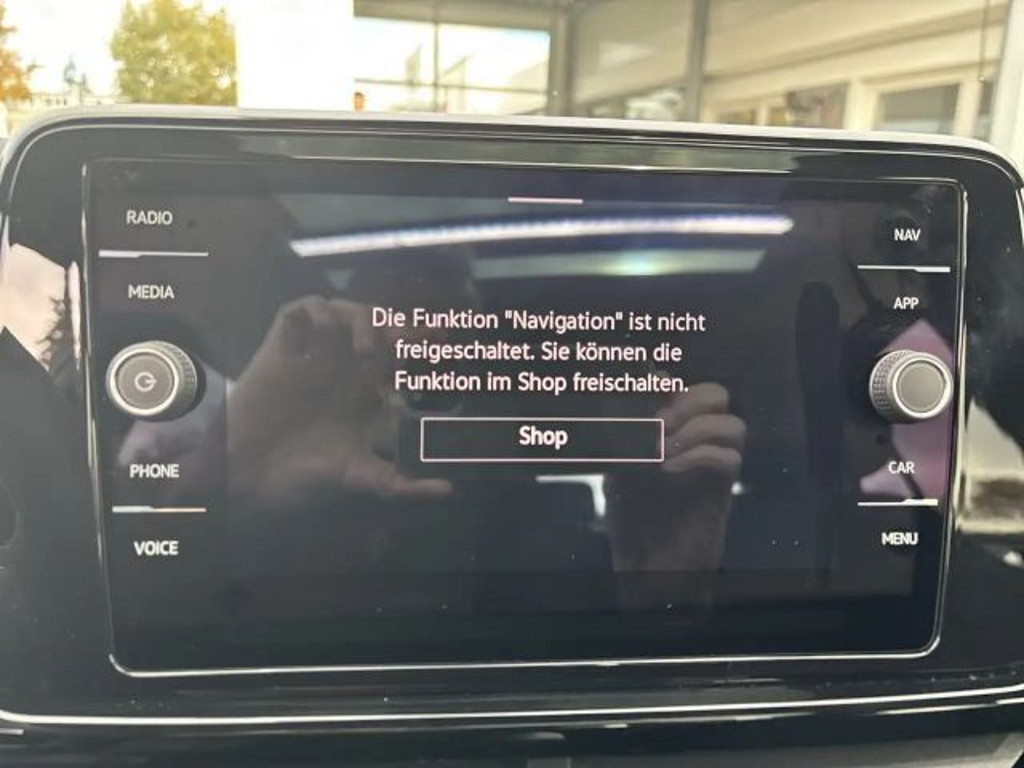 RADIO
MEDIA
PHONE
VOICE
Die Funktion "Navigation" ist nicht
freigeschaltet. Sie können die
Funktion im Shop freischalten.
Shop
NAV
APP
CAR
MENU